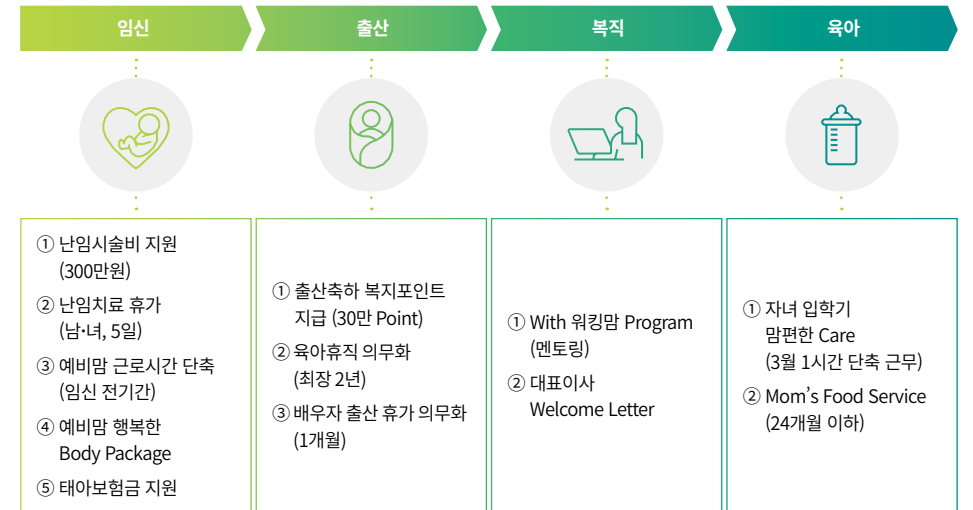 임신
출산
복직
육아
① 난임시술비 지원
(300만원)
② 난임치료 휴가
(남·녀, 5일)
③ 예비맘 근로시간 단축
(임신 전기간)
④ 예비맘 행복한
Body Package
⑤ 태아보험금 지원
① 출산축하 복지포인트
지급 (30만 Point)
② 육아휴직 의무화
(최장 2년)
③ 배우자 출산 휴가 의무화
(1개월)
① With 워킹맘 Program
(멘토링)
② 대표이사
Welcome Letter
① 자녀 입학기
맘편한 Care
(3월 1시간 단축 근무)
② Mom’s Food Service
(24개월 이하)